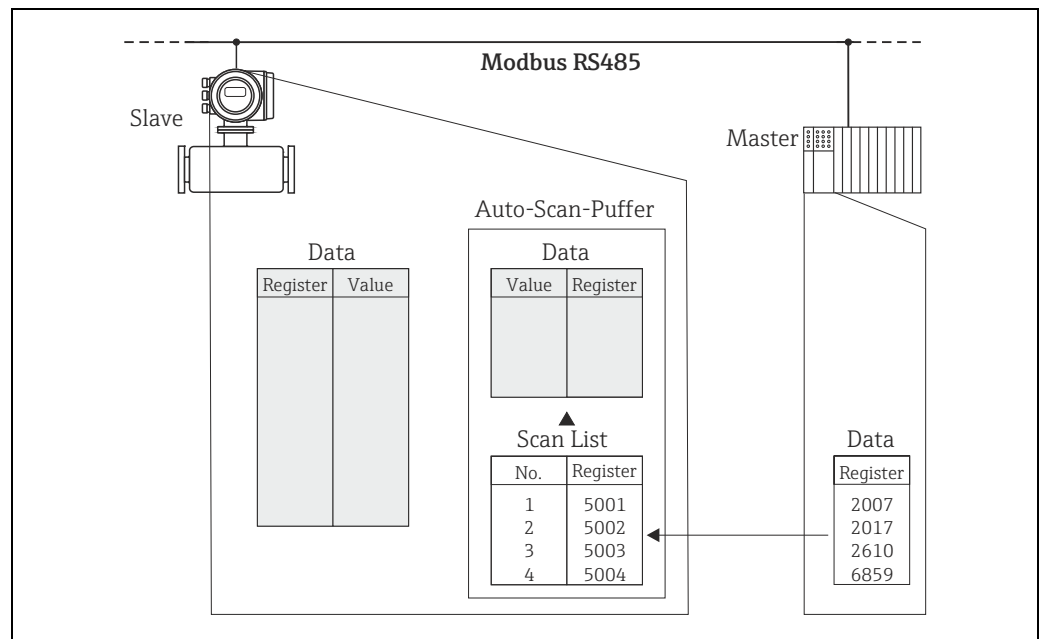 Modbus RS485
Slave
Master
Auto-Scan-Puffer
Data
Register Value
Data
Value Register
Scan List
No. Register
1 5001
2 5002
3 5003
4 5004
Data
Register
2007
2017
2610
6859